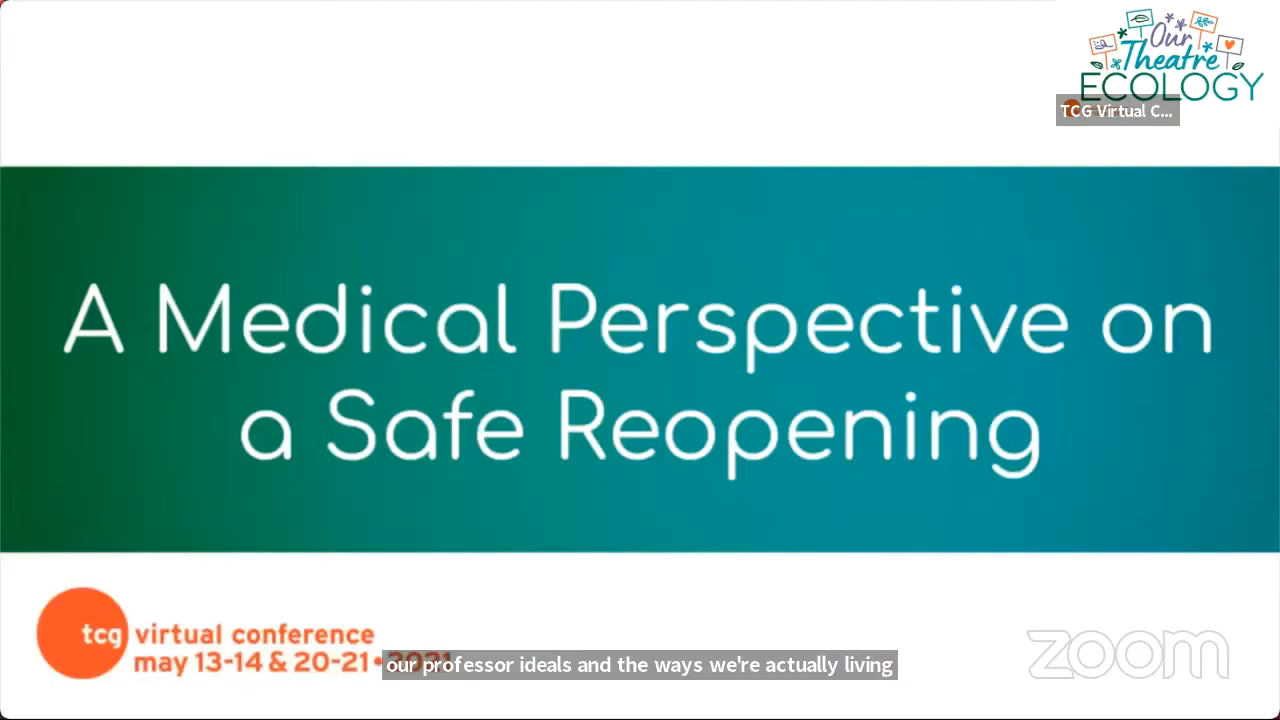 Our
Theatre
ECOLOGY
TCG Virtual C...
A Medical Perspective on
a Safe Reopening
tcg virtual conference
may 13-14 & 20-21 • 2021
our professor ideals and the ways we're actually living
zoom